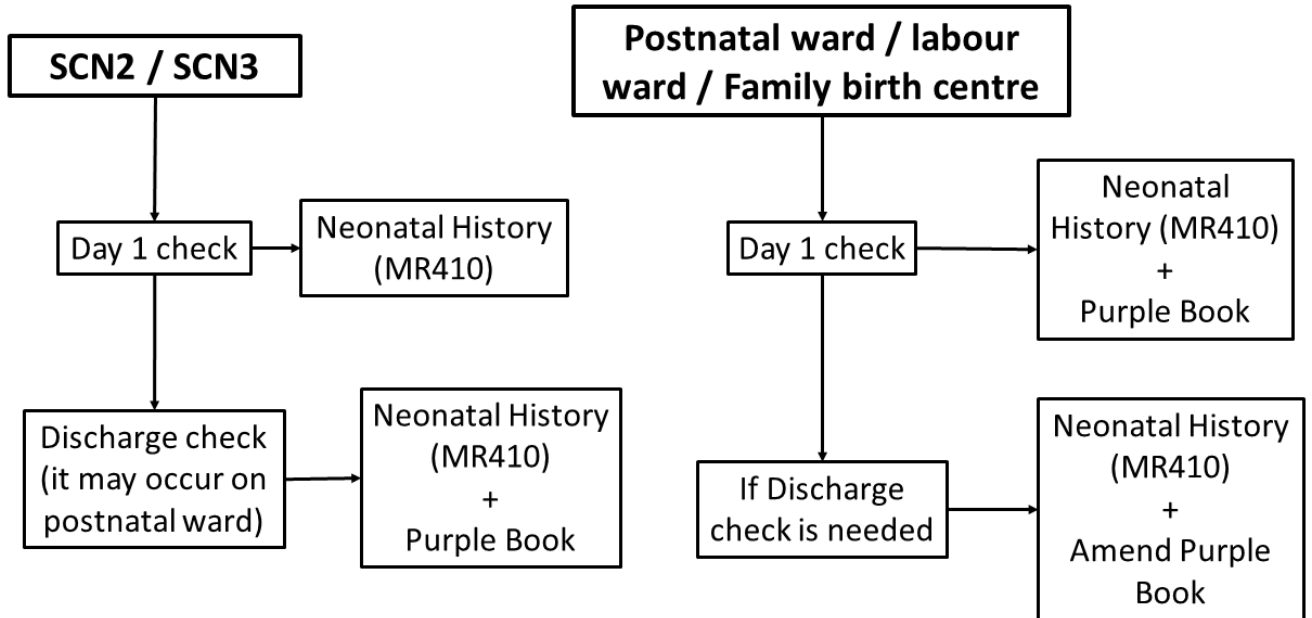 SCN2 / SCN3
Day 1 check
Neonatal History
(MR410)
Discharge check
(it may occur on
postnatal ward)
Neonatal History
(MR410)
+
Purple Book
Postnatal ward / labour
ward / Family birth centre
Day 1 check
Neonatal
History (MR410)
+
Purple Book
If Discharge
check is needed
Neonatal History
(MR410)
+
Amend Purple
Book